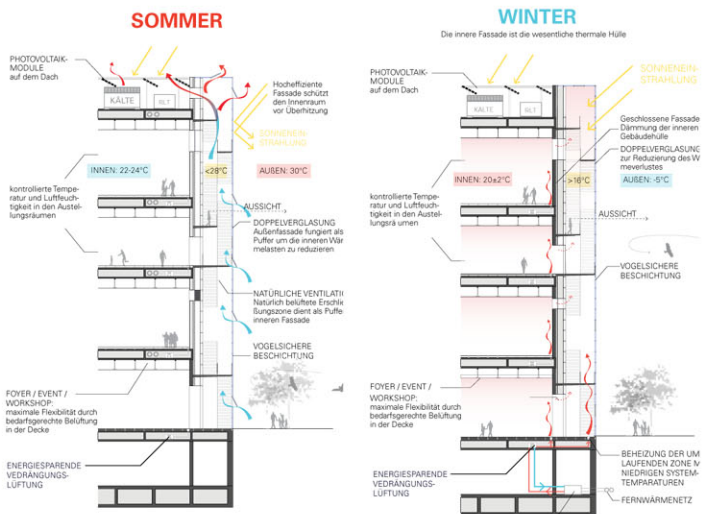 SOMMER
PHOTOVOLTAIK-
MODULE
auf dem Dach
KÄLTE
RLT
Hocheffiziente
Fassade schützt
den Innenraum
vor Überhitzung
SONNENEIN-
STRAHLUNG
INNEN: 22-24°C
<28°C
AUßEN: 30°C
kontrollierte Tempe-
ratur und Luftfeuch-
tigkeit in den Austel-
lungsräumen
AUSSICHT
DOPPELVERGLASUNG
Außenfassade fungiert als
Puffer um die inneren Wär
melasten zu reduzieren
NATÜRLICHE VENTILATIO
Natürlich belüftete Erschlie
ßungszone dient als Puffe
inneren Fassade
VOGELSICHERE
BESCHICHTUNG
FOYER / EVENT /
WORKSHOP:
maximale Flexibilität durch
bedarfsgerechte Belüftung
in der Decke
ENERGIESPARENDE
VEDRÄNGUNGS-
LÜFTUNG
WINTER
Die innere Fassade ist die wesentliche thermale Hülle
PHOTOVOLTAIK-
MODULE
auf dem Dach
KÄLTE
RLT
SONNENEIN-
STRAHLUNG
Geschlossene Fassade
Dämmung der inneren
Gebäudehülle
DOPPELVERGLASUNG
zur Reduzierung des W
meverlustes
INNEN: 20±2°C
>16°C
AUßEN: -5°C
kontrollierte Tempe-
ratur und Luftfeuch-
tigkeit in den Austel-
lungsrä umen
AUSSICHT
VOGELSICHERE
BESCHICHTUNG
FOYER / EVENT /
WORKSHOP:
maximale Flexibilität durch
bedarfsgerechte Belüftung
in der Decke
ENERGIESPARENDE
VEDRÄNGUNGS-
LÜFTUNG
BEHEIZUNG DER UM
LAUFENDEN ZONE M
NIEDRIGEN SYSTEM-
TEMPARATUREN
FERNWÄRMENETZ